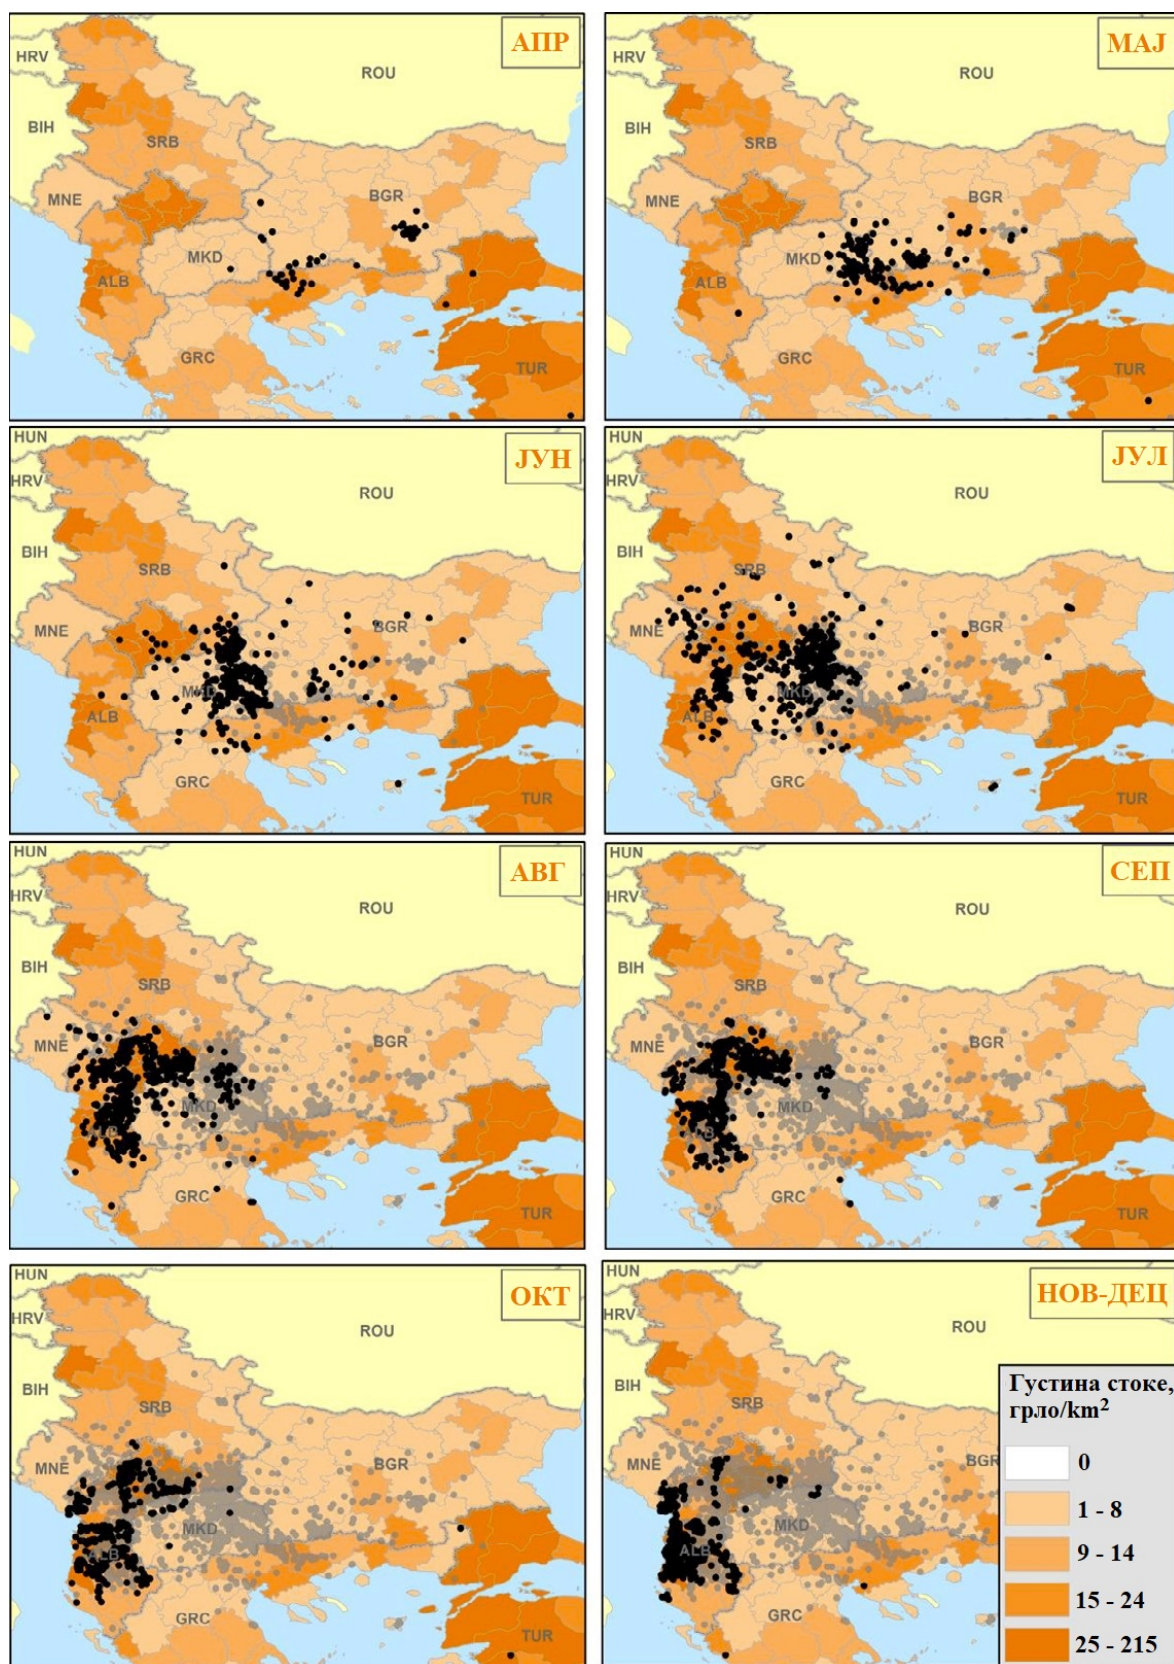 АПР
HRV
ROU
BIH
SRB
MNE
BGR
MKD
ALB
GRC
TUR
МАЈ
HRV
ROU
BIH
SRB
MNE
BGR
MKD
ALB
GRC
TUR
ЈУН
HUN
HRV
ROU
BIH
SRB
MNE
BGR
MKD
ALB
GRC
TUR
ЈУЛ
HUN
HRV
ROU
BIH
SRB
MNE
BGR
MKD
ALB
GRC
TUR
АВГ
HUN
HRV
ROU
BIH
SRB
MNE
BGR
MKD
GRC
TUR
СЕП
HUN
HRV
ROU
BIH
SRB
MNE
BGR
MKD
GRC
TUR
ОКТ
HUN
HRV
ROU
BIH
SRB
MNE
BGR
MKD
ALB
GRC
TUR
НОВ-ДЕЦ
HUN
HRV
ROU
BIH
SRB
MNE
BGR
MKD
ALB
GRC
Густина стоке,
грло/km²
0
1 - 8
9 - 14
15 - 24
25 - 215